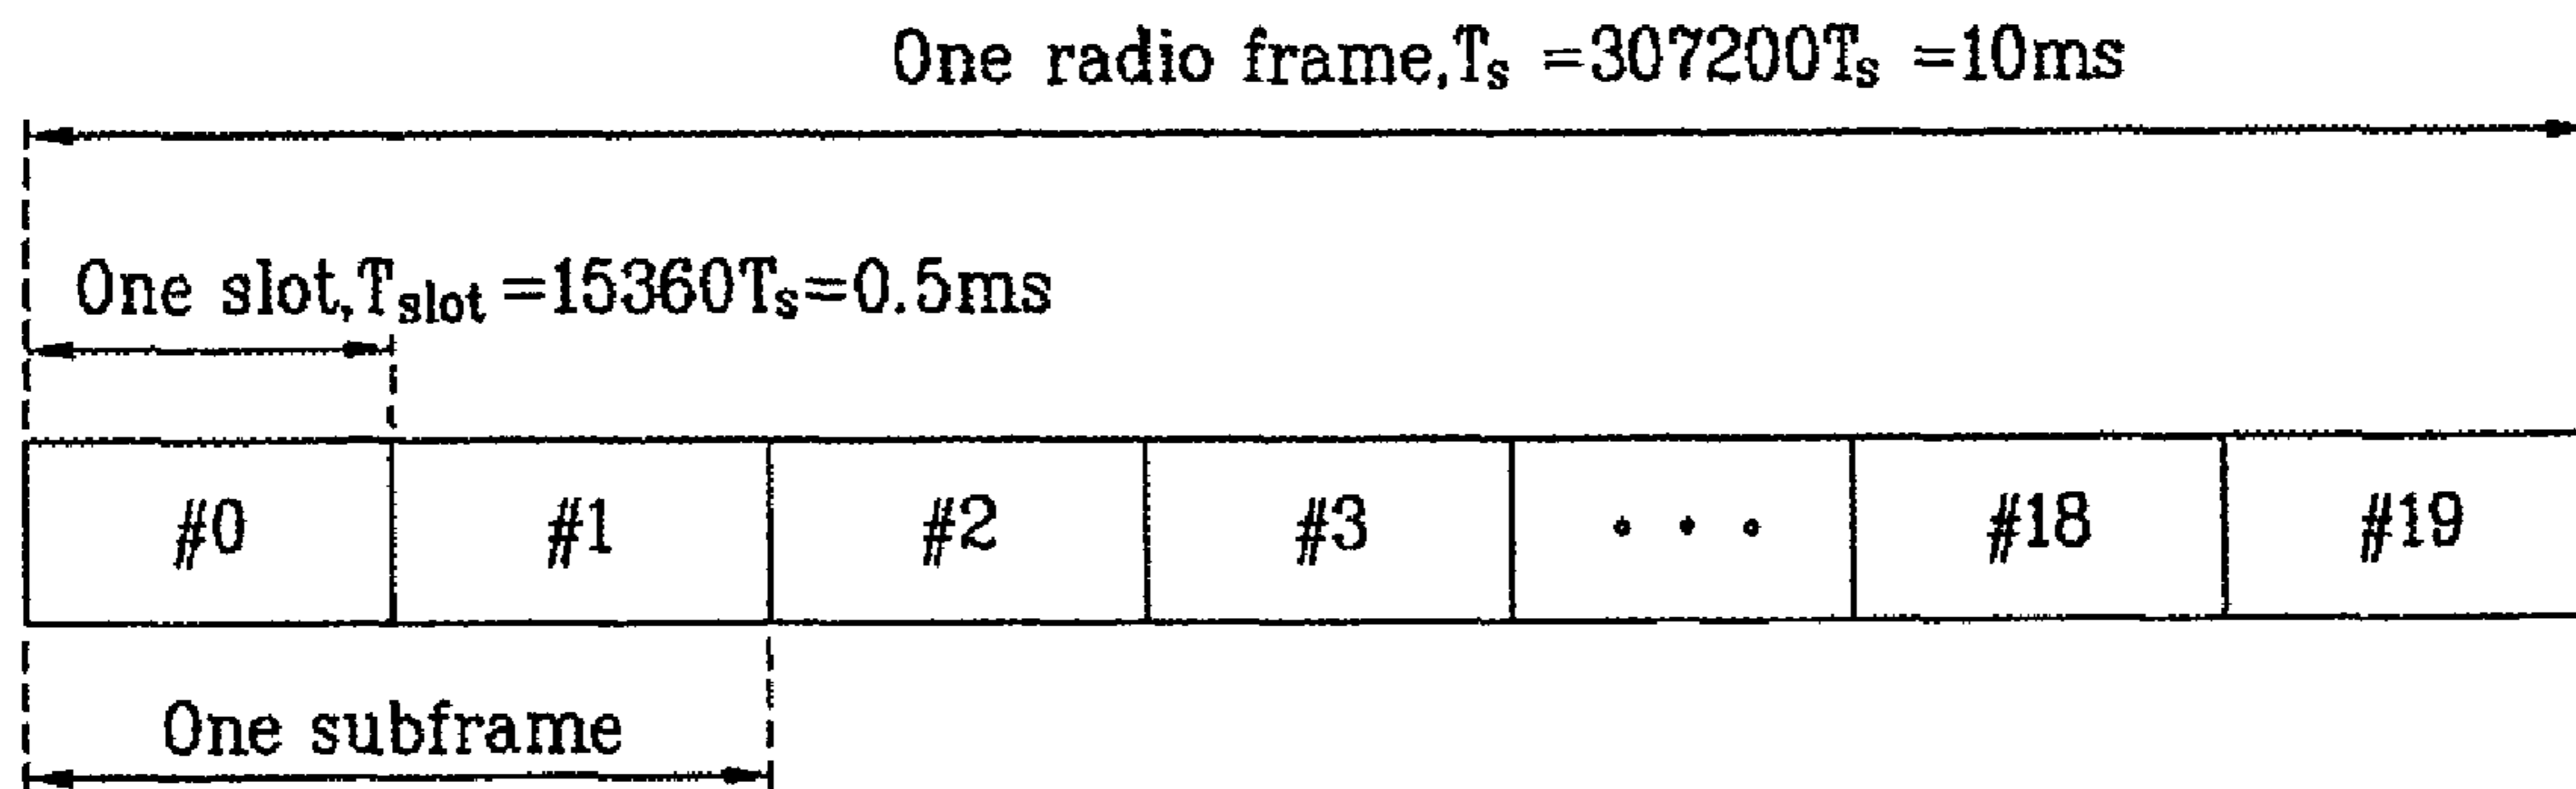 One radio frame,Ts =307200Ts =10ms
One slot,Tslot =15360Ts=0.5ms
#0 #1 #2 #3 • • • #18 #19
One subframe